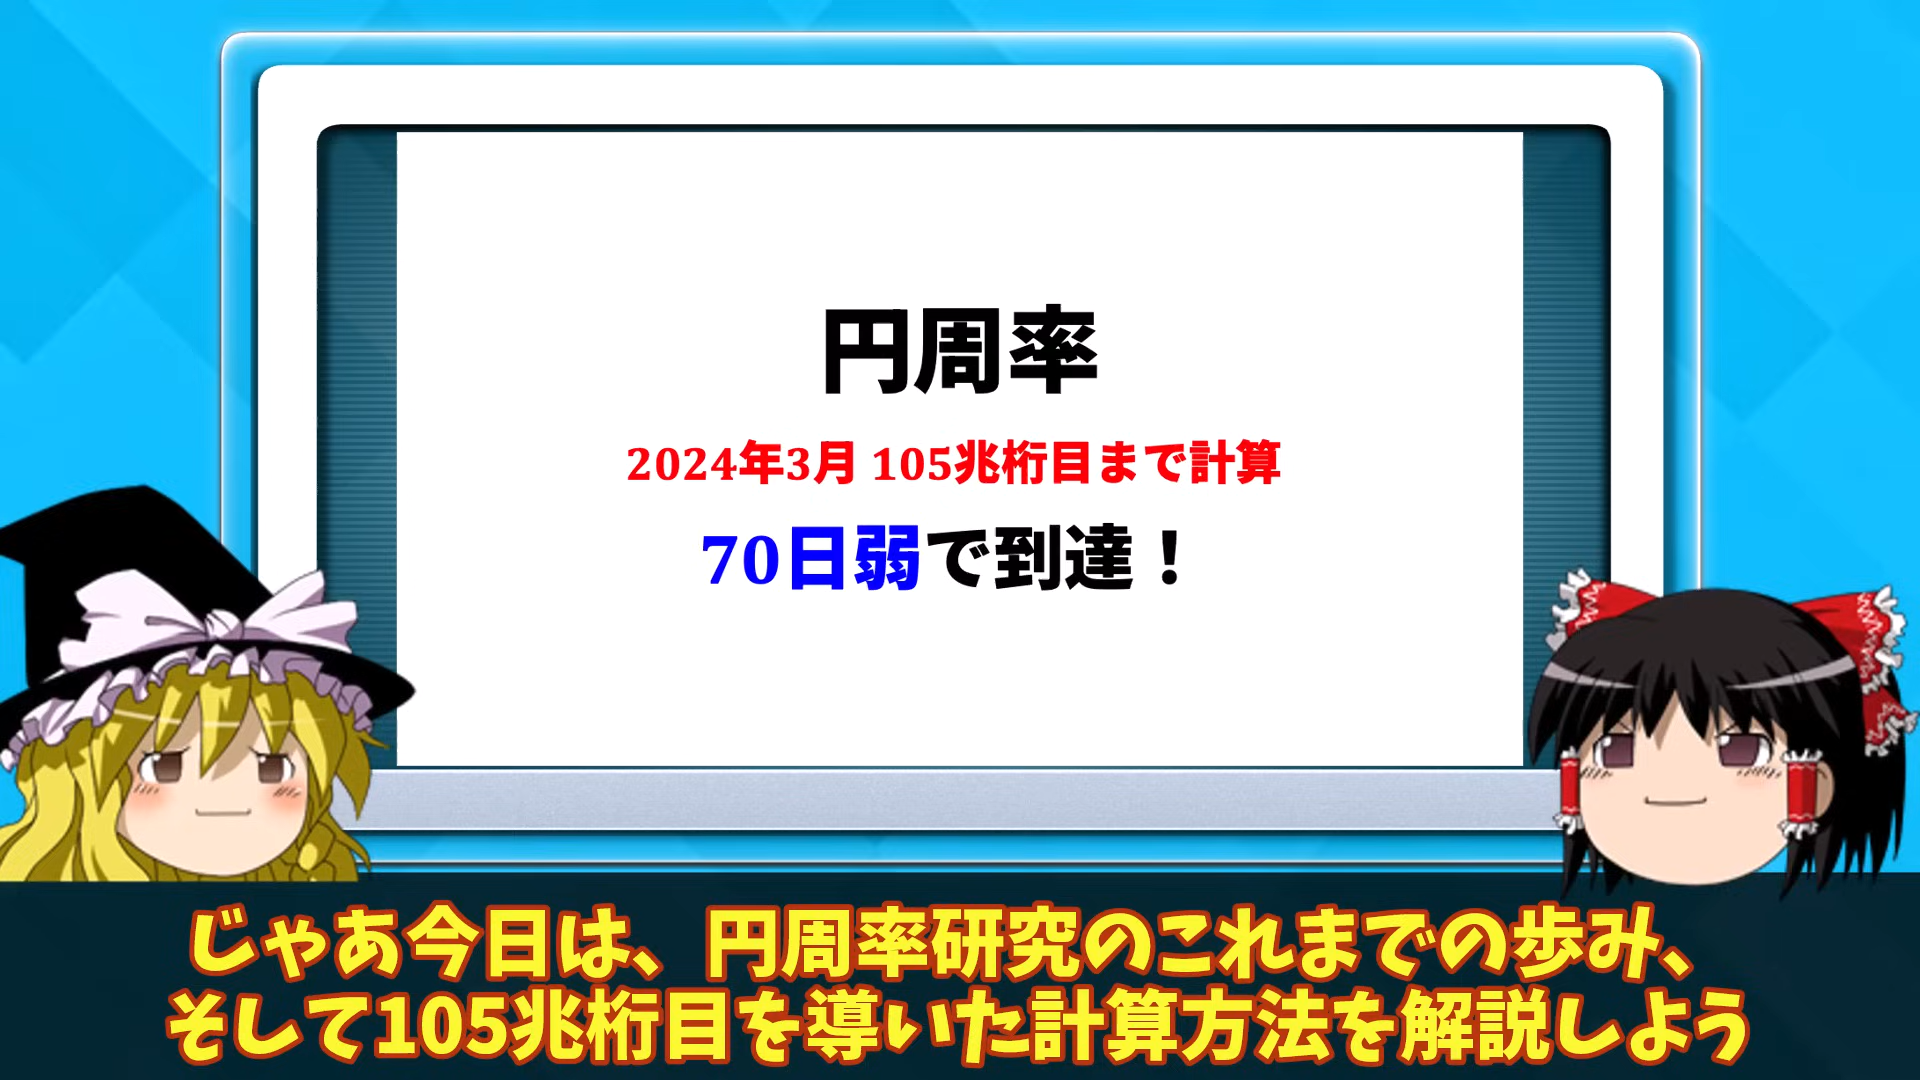 円周率
2024年3月 105兆桁目まで計算
70日弱で到達！
じゃあ今日は、円周率研究のこれまでの歩み、
そして105兆桁目を導いた計算方法を解説しよう